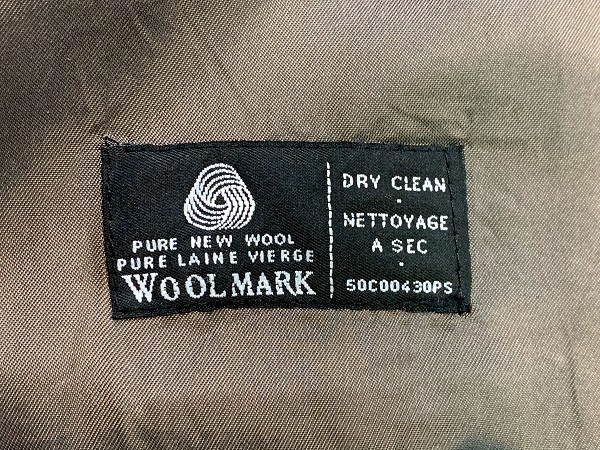 PURE NEW WOOL
PURE LAINE VIERGE
WOOLMARK
DRY CLEAN
·
NETTOYAGE
A SEC
·
50C00430PS